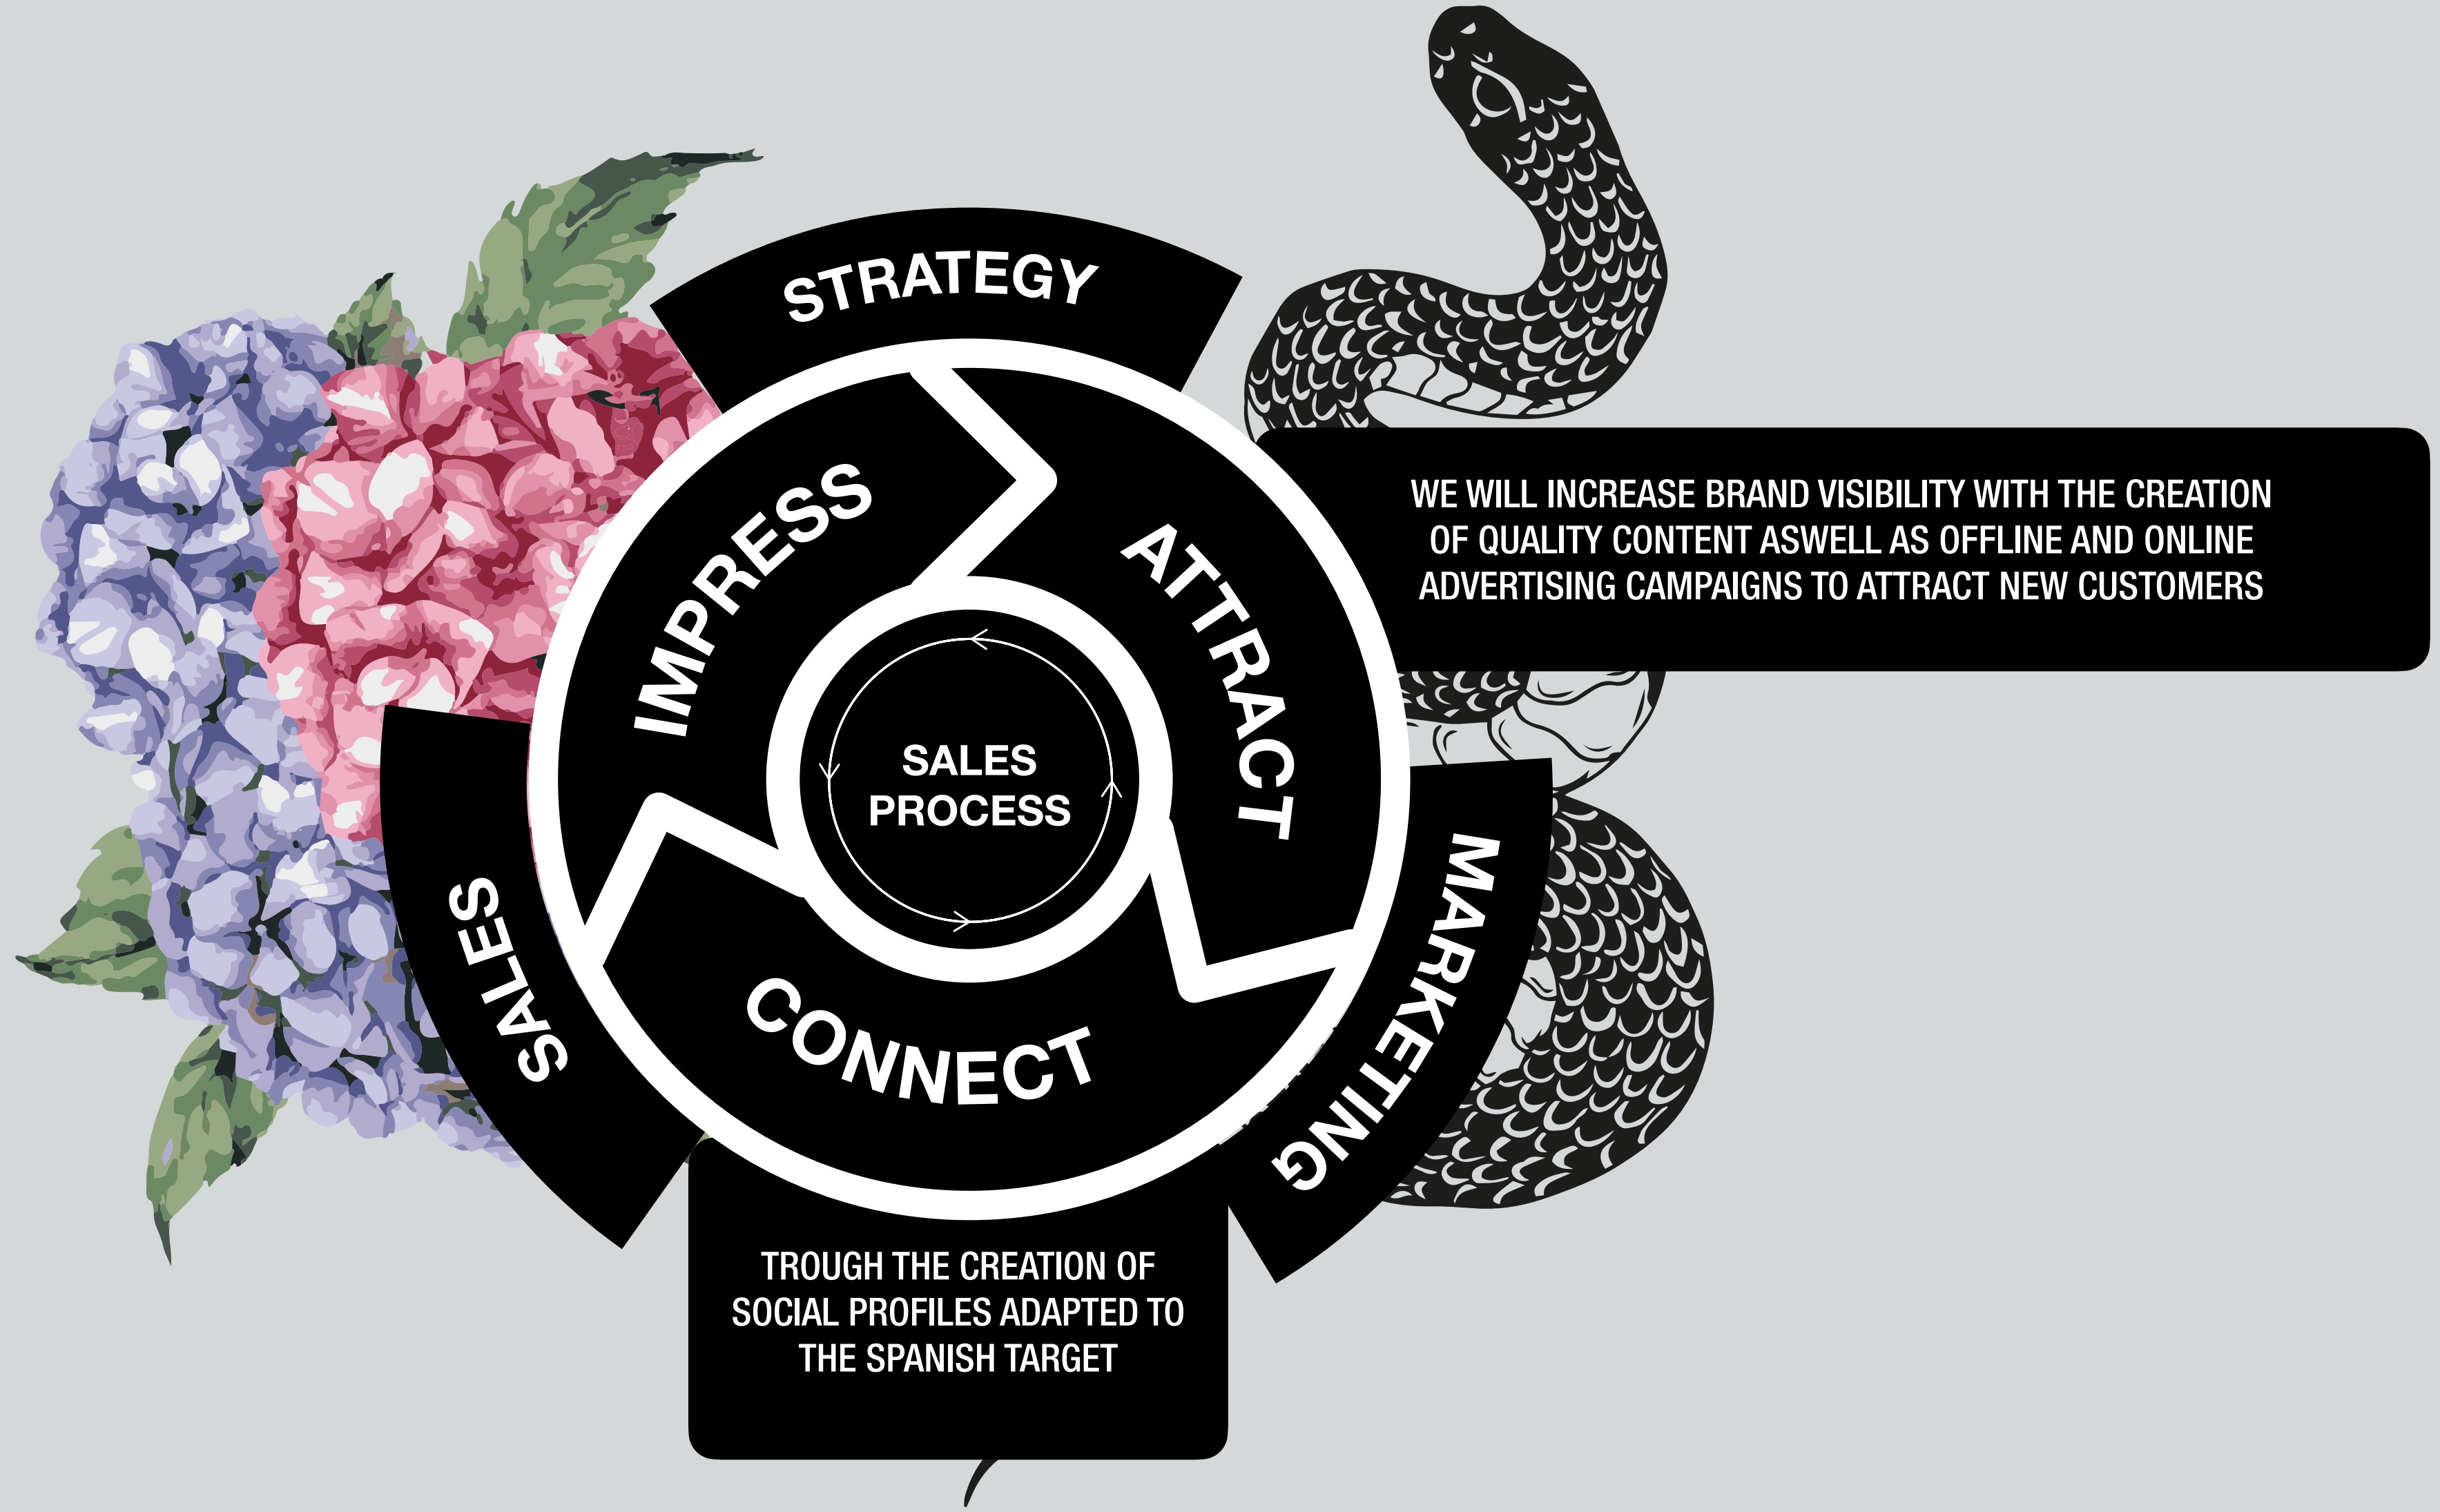 STRATEGY
IMPRESS
ATTRACT
WE WILL INCREASE BRAND VISIBILITY WITH THE CREATION
OF QUALITY CONTENT ASWELL AS OFFLINE AND ONLINE
ADVERTISING CAMPAIGNS TO ATTRACT NEW CUSTOMERS
SALES
PROCESS
SALES
MARKETING
CONNECT
TROUGH THE CREATION OF
SOCIAL PROFILES ADAPTED TO
THE SPANISH TARGET